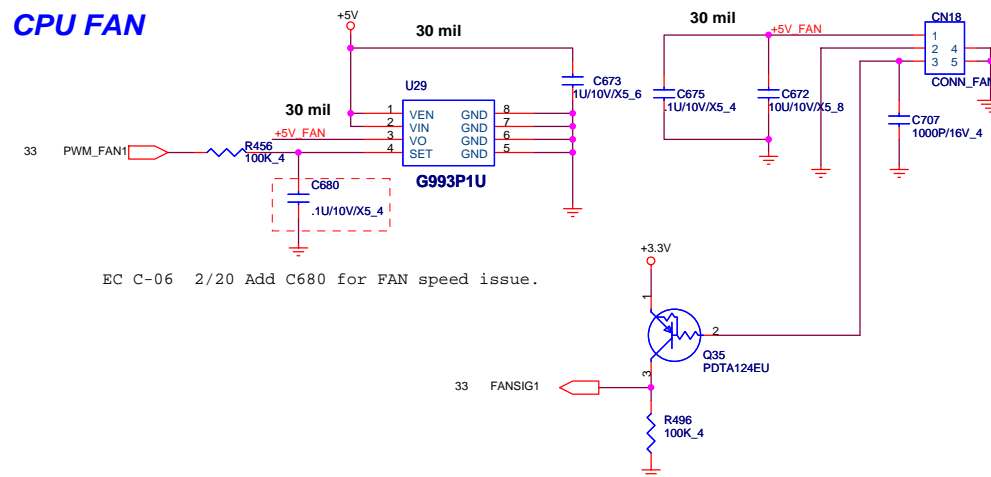 CPU FAN
+5V
30 mil
30 mil
CN18
+5V_FAN
1
2
3
4
5
CONN_FAN
C673
.1U/10V/X5_6
C675
.1U/10V/X5_4
C672
10U/10V/X5_8
C707
1000P/16V_4
U29
30 mil
+5V_FAN
1
2
3
4
VEN
VIN
VO
SET
GND
GND
GND
GND
8
7
6
5
G993P1U
33 PWM_FAN1
R456
100K_4
C680
.1U/10V/X5_4
EC C-06 2/20 Add C680 for FAN speed issue.
+3.3V
1
2
3
Q35
PDTA124EU
33 FANSIG1
R496
100K_4